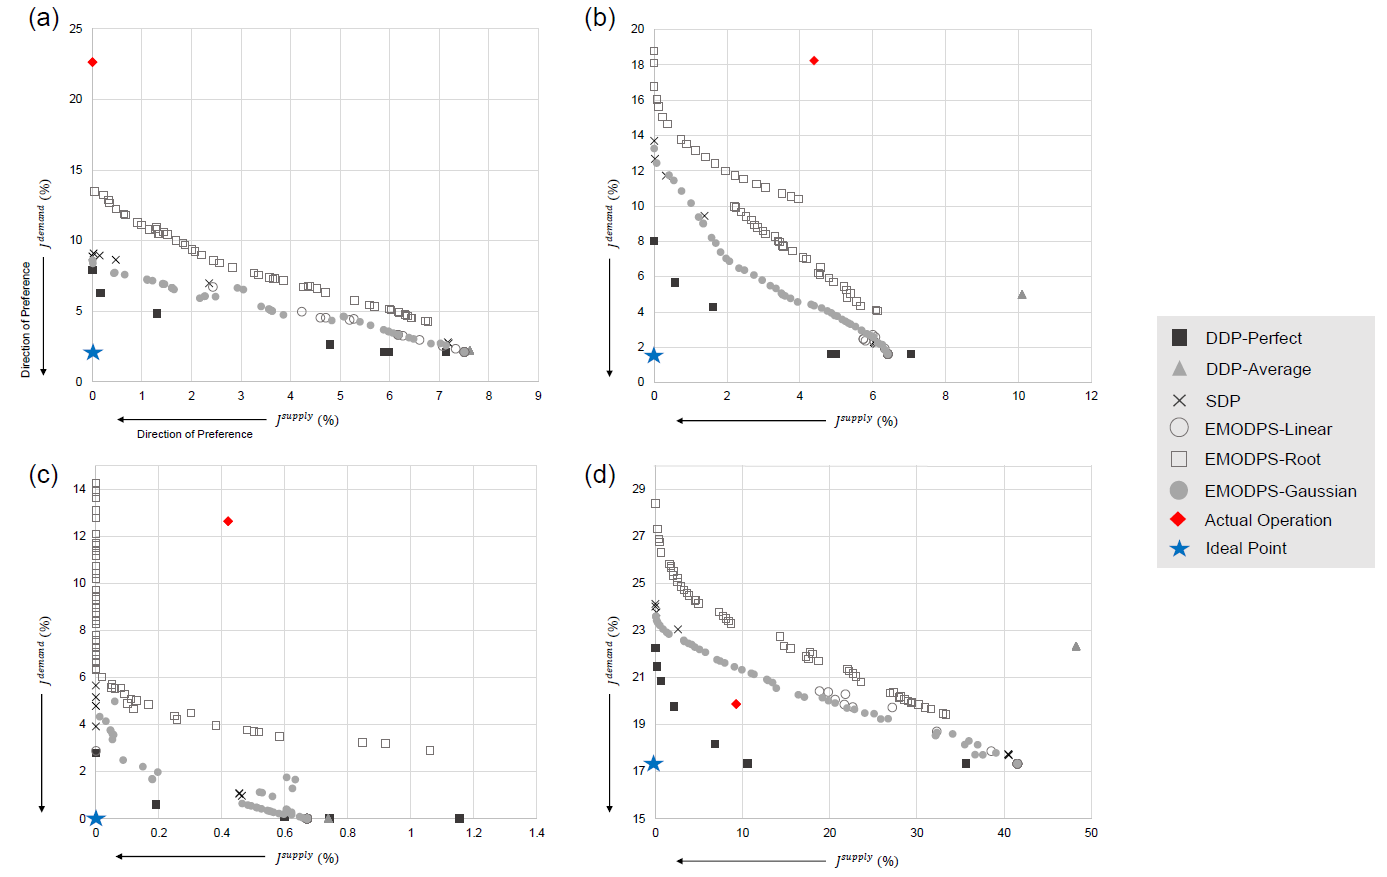 (a)
25
20
15
10
5
0
0 1 2 3 4 5 6 7 8 9
J^demand (%)
Direction of Preference
J^supply (%)
Direction of Preference
(b)
20
18
16
14
12
10
8
6
4
2
0
0 2 4 6 8 10 12
J^demand (%)
J^supply (%)
(c)
14
12
10
8
6
4
2
0
0 0.2 0.4 0.6 0.8 1 1.2 1.4
J^demand (%)
J^supply (%)
(d)
29
27
25
23
21
19
17
15
0 10 20 30 40 50
J^demand (%)
J^supply (%)
DDP-Perfect
DDP-Average
SDP
EMODPS-Linear
EMODPS-Root
EMODPS-Gaussian
Actual Operation
Ideal Point